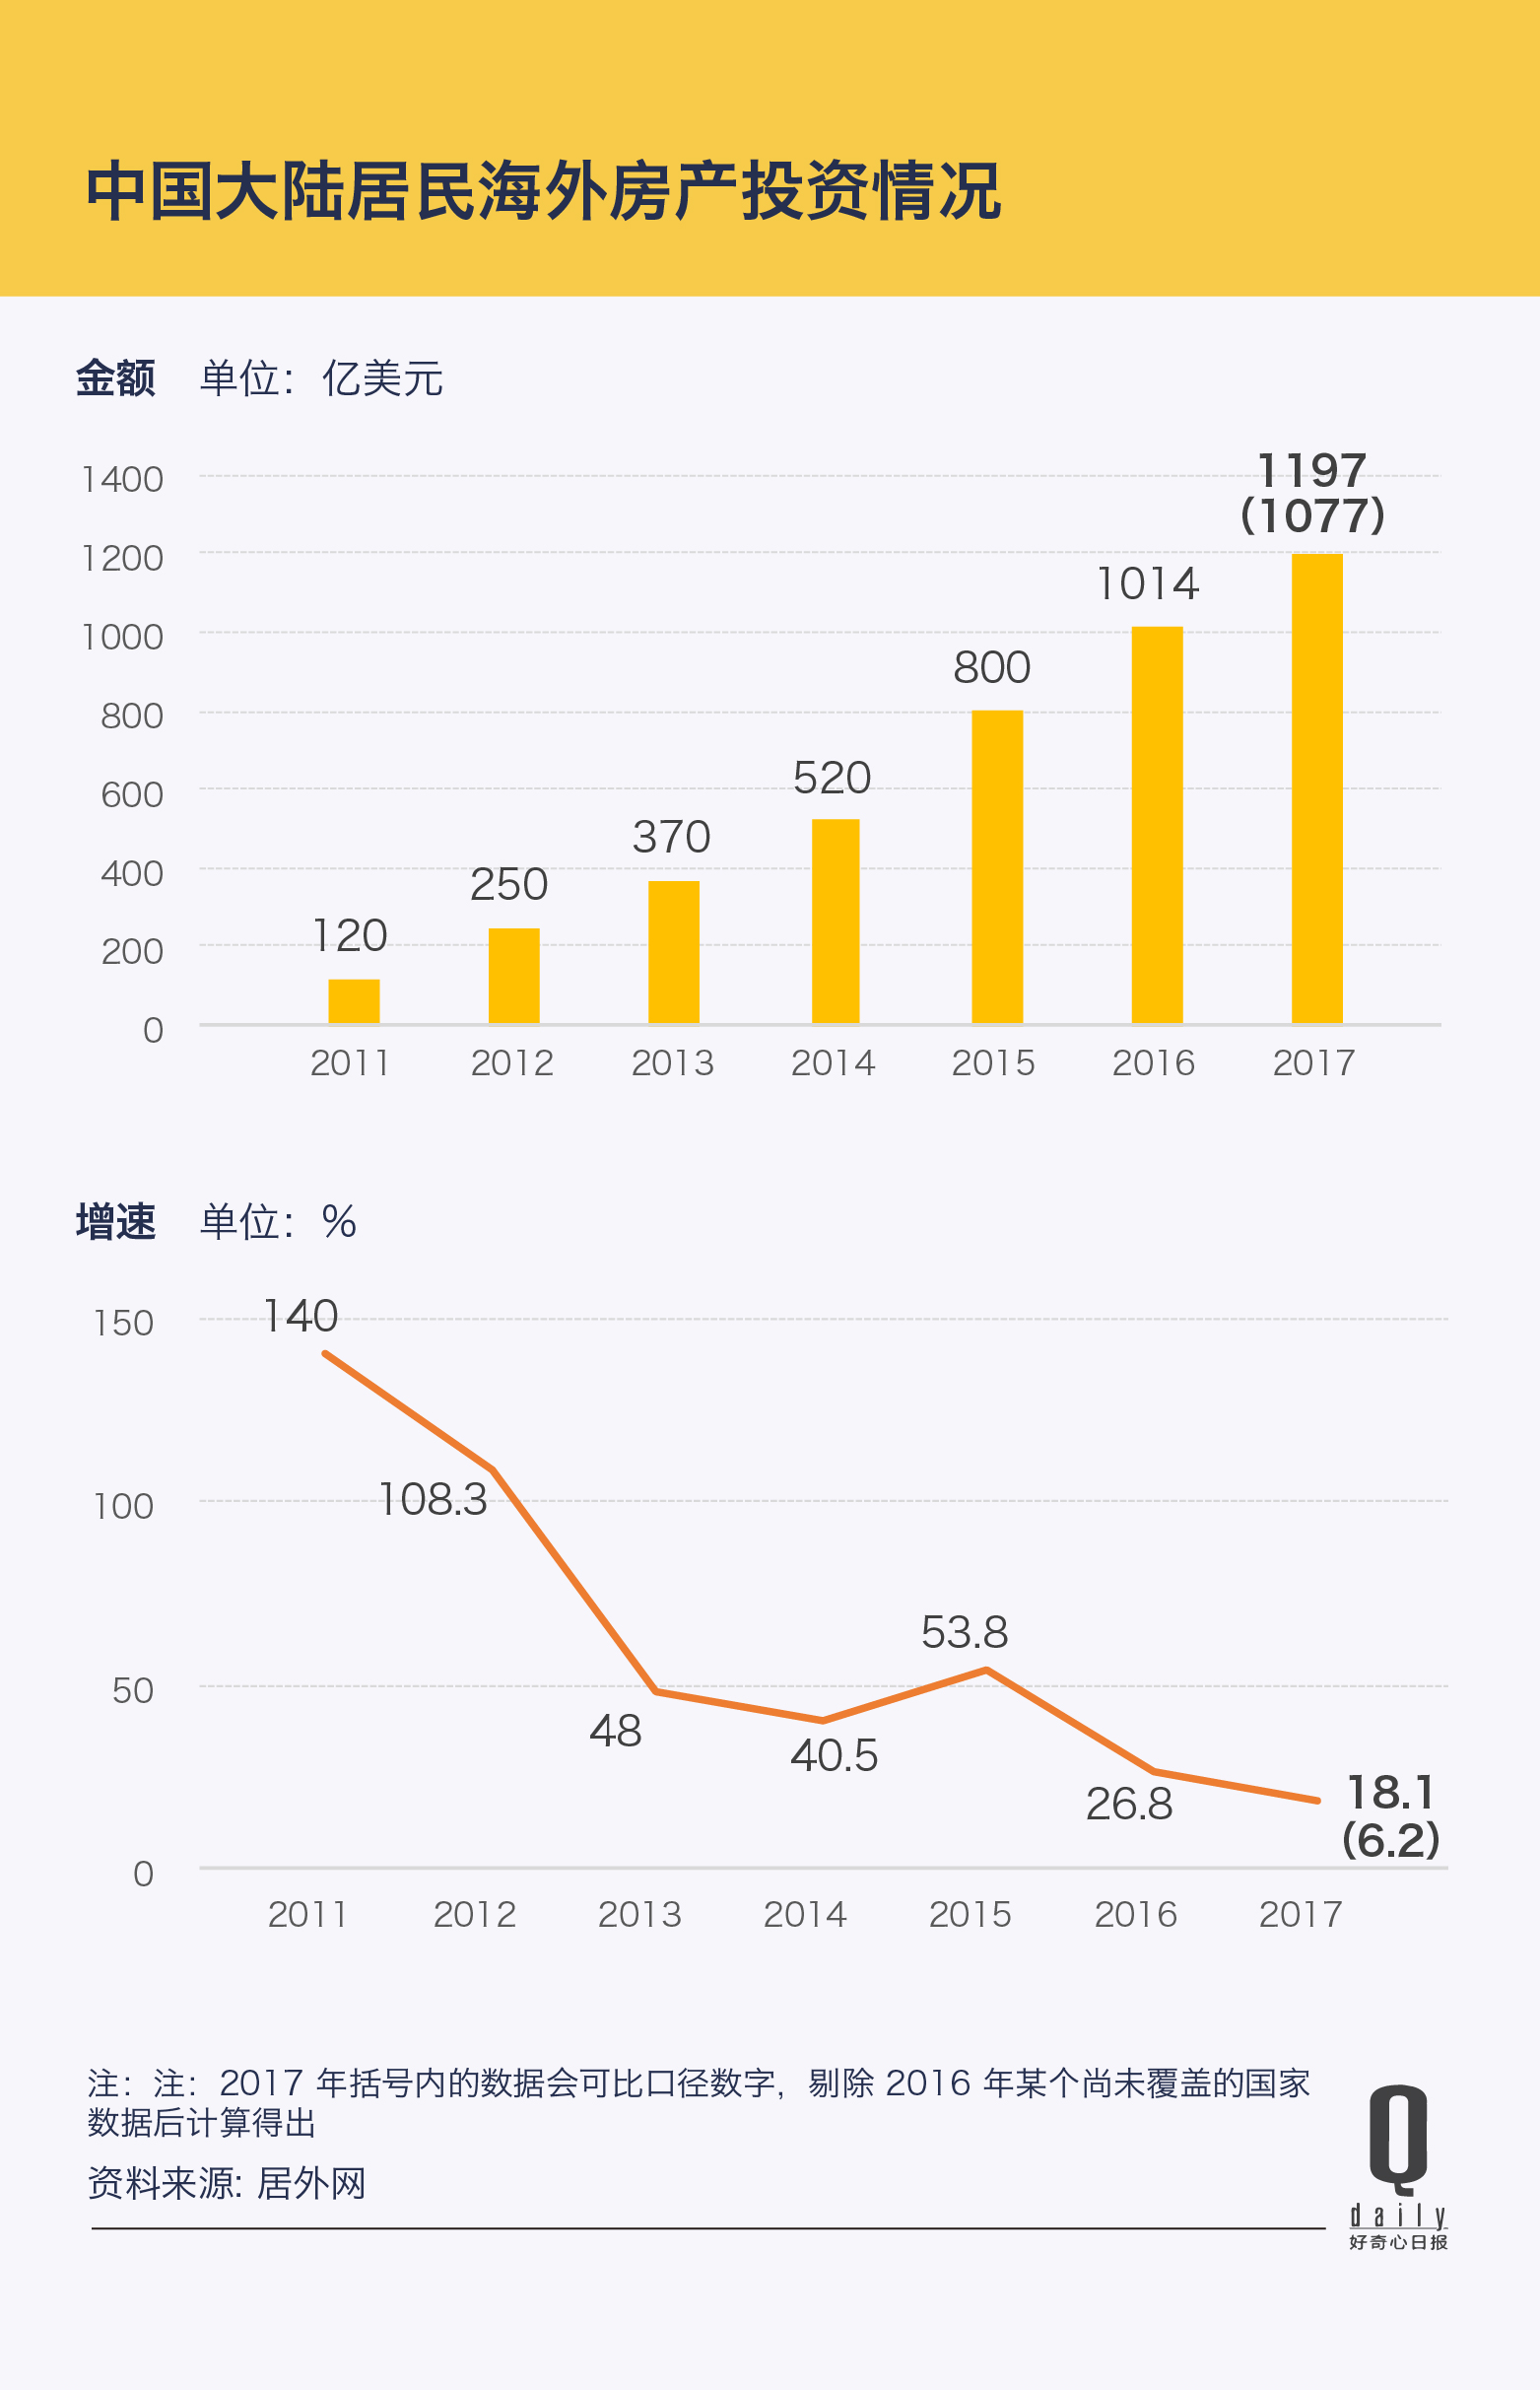 中国大陆居民海外房产投资情况
金额 单位：亿美元
1400
1200
1000
800
600
400
200
0
120
250
370
520
800
1014
1197
(1077)
2011 2012 2013 2014 2015 2016 2017
增速 单位：%
150
100
50
0
140
108.3
48
40.5
53.8
26.8
18.1
(6.2)
2011 2012 2013 2014 2015 2016 2017
注：注：2017 年括号内的数据会可比口径数字，剔除 2016 年某个尚未覆盖的国家
数据后计算得出
资料来源: 居外网
Q
daily
好奇心日报